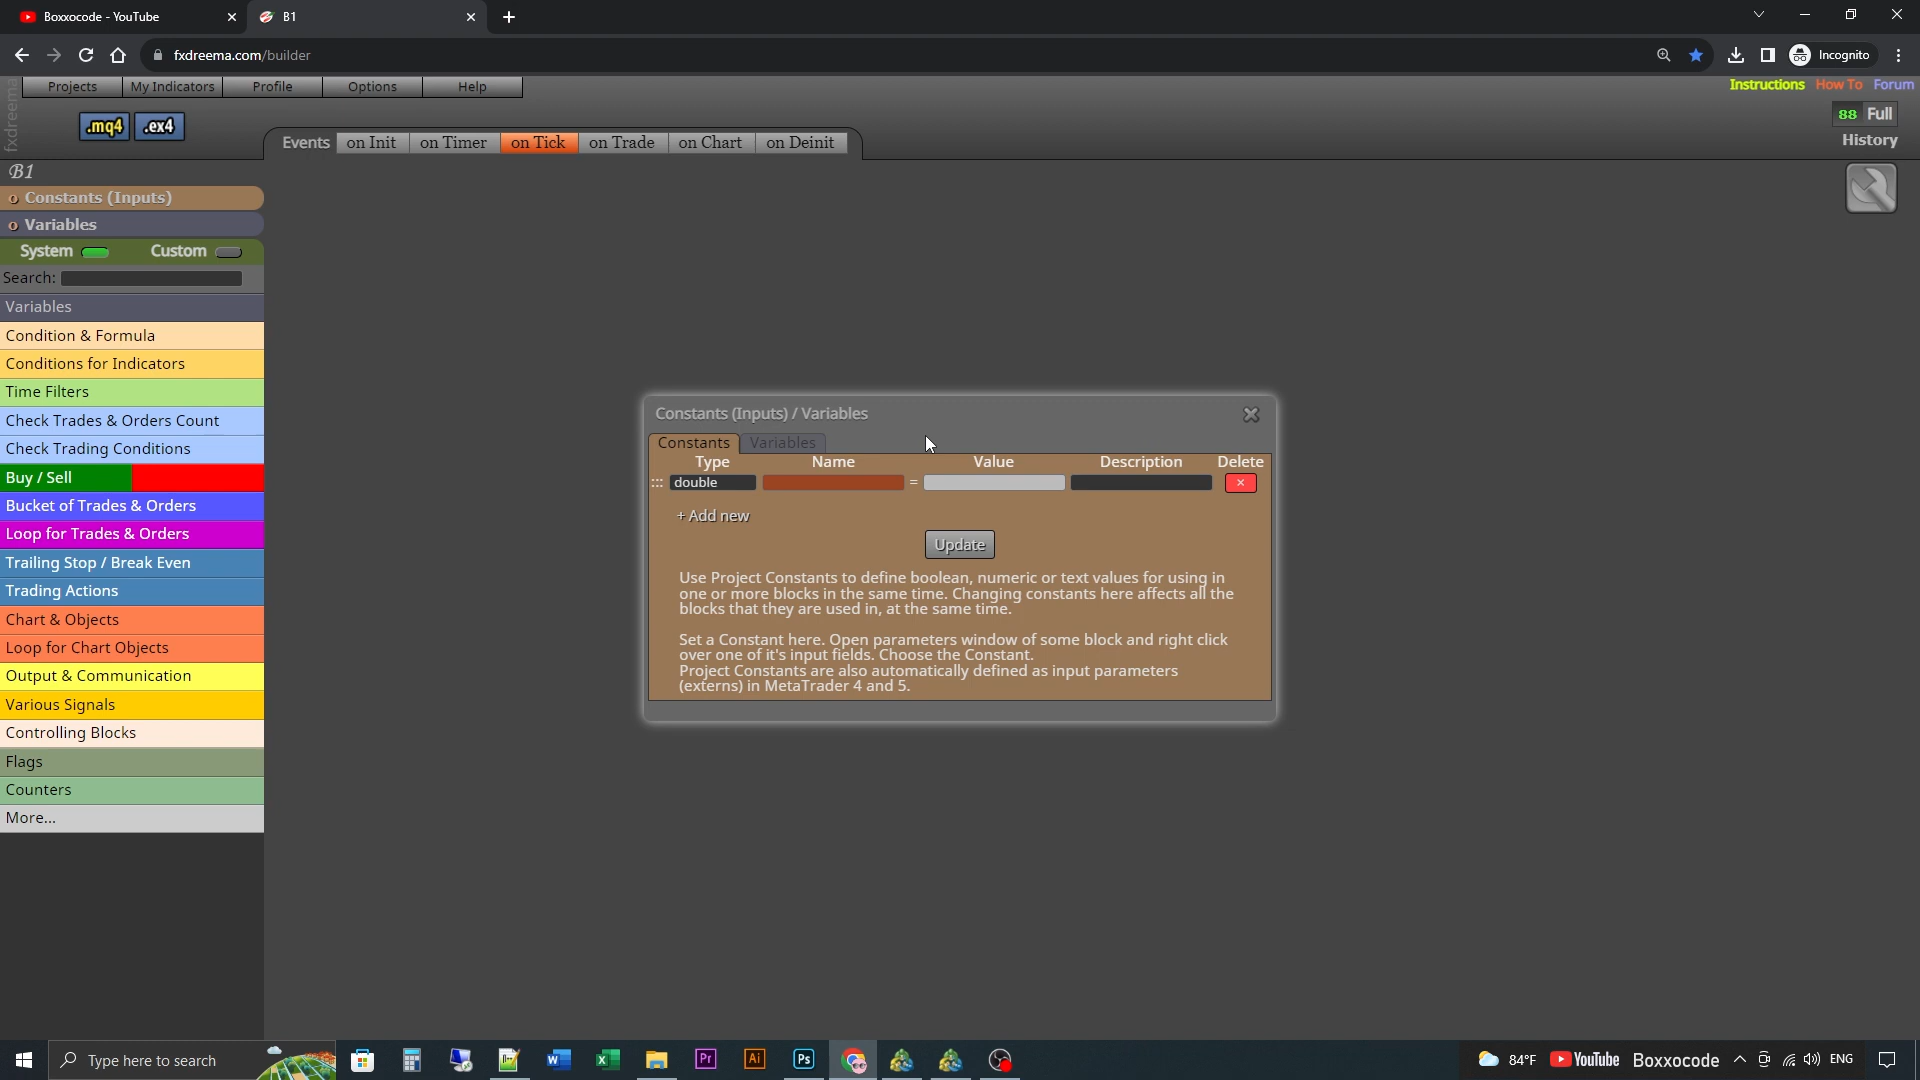 Boxxocode - YouTube
B1
fxdreema.com/builder
Incognito
Projects
My Indicators
Profile
Options
Help
Instructions
How To
Forum
fxdreema
.mq4
.ex4
88
Full
History
Events
on Init
on Timer
on Tick
on Trade
on Chart
on Deinit
B1
o Constants (Inputs)
o Variables
System
Custom
Search:
Variables
Condition & Formula
Conditions for Indicators
Time Filters
Check Trades & Orders Count
Check Trading Conditions
Buy / Sell
Bucket of Trades & Orders
Loop for Trades & Orders
Trailing Stop / Break Even
Trading Actions
Chart & Objects
Loop for Chart Objects
Output & Communication
Various Signals
Controlling Blocks
Flags
Counters
More...
Constants (Inputs) / Variables
Constants
Variables
Type
Name
Value
Description
Delete
::: double
=
×
+ Add new
Update
Use Project Constants to define boolean, numeric or text values for using in
one or more blocks in the same time. Changing constants here affects all the
blocks that they are used in, at the same time.
Set a Constant here. Open parameters window of some block and right click
over one of it's input fields. Choose the Constant.
Project Constants are also automatically defined as input parameters
(externs) in MetaTrader 4 and 5.
Type here to search
Pr
Ai
Ps
84°F
YouTube
Boxxocode
ENG